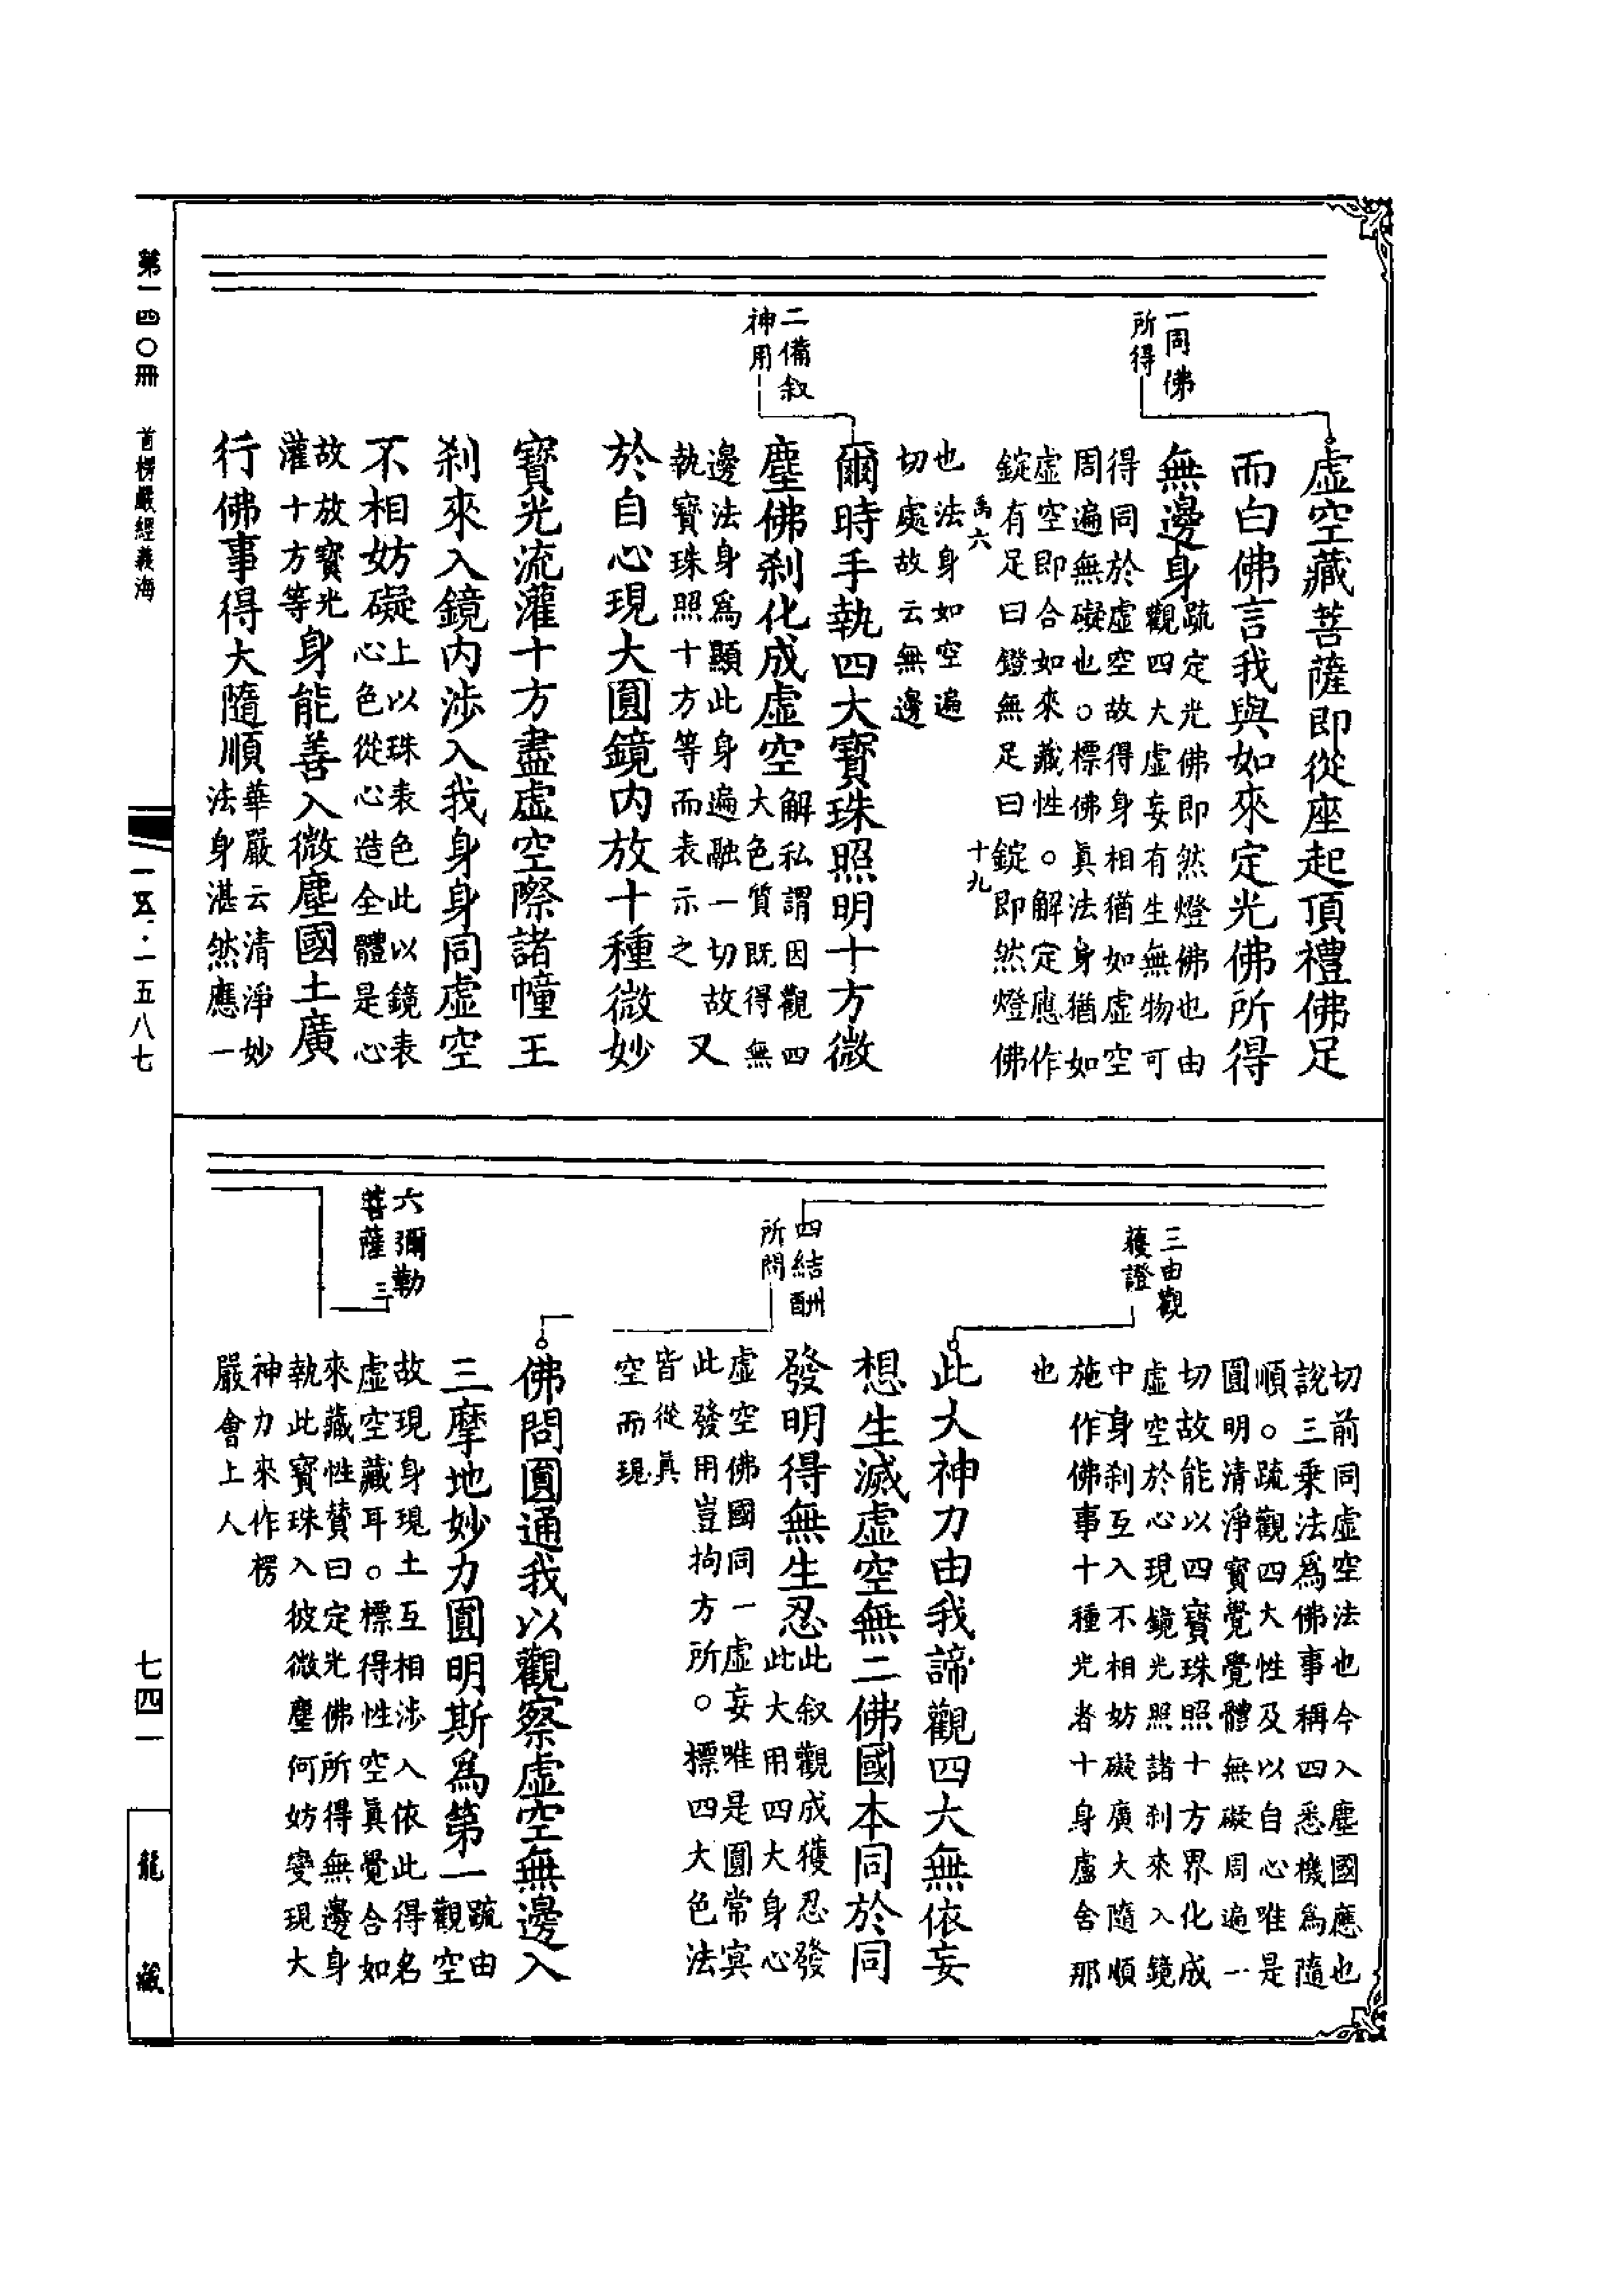 一同佛
所得
虛空藏菩薩即從座起頂禮佛足
而白佛言我與如來定光佛所得
無邊身
疏定光佛即然燈佛也由
觀四大虛妄有生無物可
得同於虛空故得身相猶如虛空
周遍無礙也。標佛眞法身猶如
虛空即合如來藏性。解定應作
錠有足曰鐙無足曰錠即然燈佛
禹六
十九
也法身如空遍
切處故云無邊
二備叙
神用
爾時手執四大寶珠照明十方微
塵佛刹化成虛空
解私謂因觀四
大色質既得無
邊法身爲顯此身遍融一切故
執寶珠照十方等而表示之
又
於自心現大圓鏡內放十種微妙
寶光流灌十方盡虛空際諸幢王
刹來入鏡內涉入我身身同虛空
不相妨礙
上以珠表色此以鏡表
心色從心造全體是心
故放寶光
灌十方等
身能善入微塵國土廣
行佛事得大隨順
華嚴云清淨妙
法身湛然應一
切前同虛空法也今入塵國應也
說三乘法爲佛事稱四悉機爲隨
順。疏觀四大性及以自心唯是
圓明清淨寶覺覺體無礙周遍一
切故能以四寶珠照十方界化成
虛空於心現鏡光照諸刹來入鏡
中身刹互入不相妨礙廣大隨順
施作佛事十種光者十身盧舍那
也
三由觀
獲證
此大神力由我諦觀四大無依妄
想生滅虛空無二佛國本同於同
發明得無生忍
此叙觀成獲忍發
此大用四大身心
虛空佛國同一虛妄唯是圓常寂
此發用豈拘方所。標四大色法
皆從眞
空而現
四結酬
所問
佛問圓通我以觀察虛空無邊入
三摩地妙力圓明斯爲第一
疏由
觀空
故現身現土互相涉入依此得名
虛空藏耳。標得性空眞覺合如
來藏性贊曰定光佛所得無邊身
執此寶珠入彼微塵何妨變現大
神力來作楞
嚴會上人
六彌勒
菩薩 三
第一四〇冊 首楞嚴經義海
一五·一五八七
七四一
龍藏